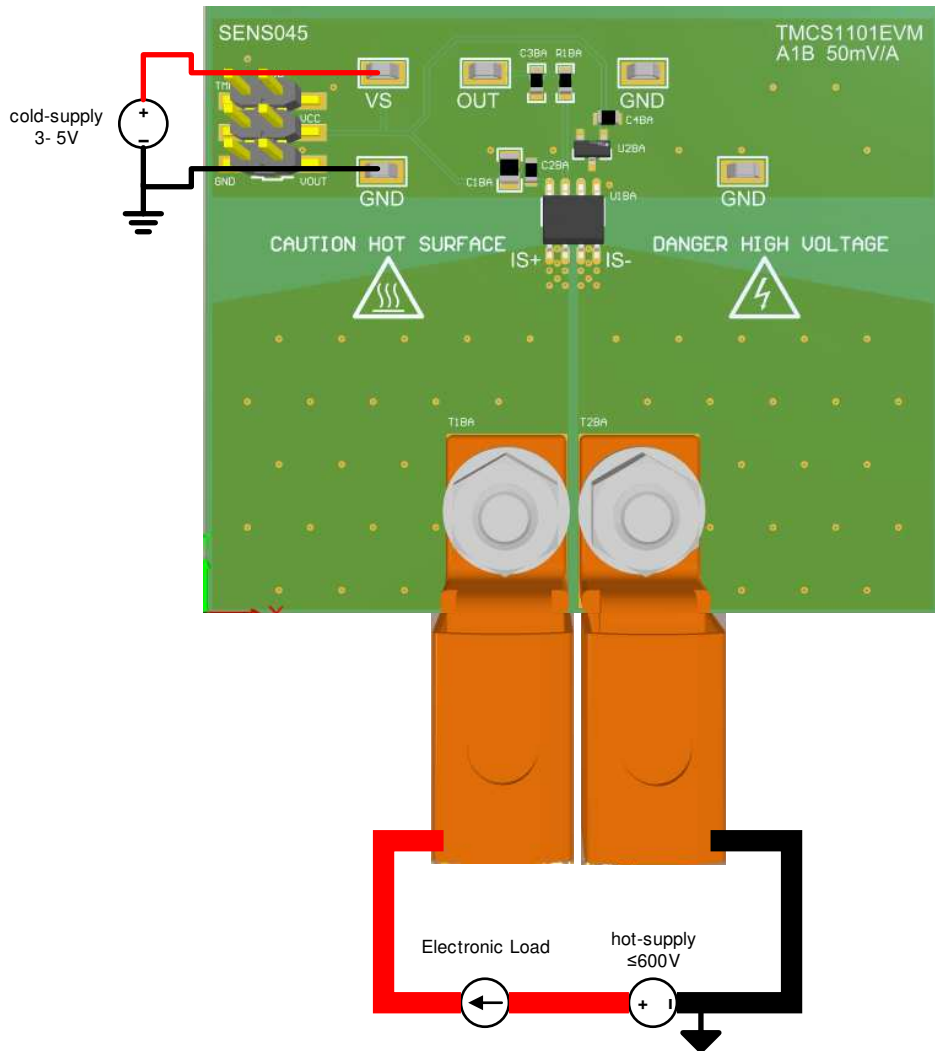 SENS045
TMCS1101EVM
A1B 50mV/A
C3BA
R1BA
VS
OUT
GND
VCC
C4BA
U2BA
cold-supply
3- 5V
+
GND
VOUT
C1BA
C2BA
U1BA
GND
GND
CAUTION HOT SURFACE
DANGER HIGH VOLTAGE
IS+
IS-
T1BA
T2BA
Electronic Load
hot-supply
≤600V
+